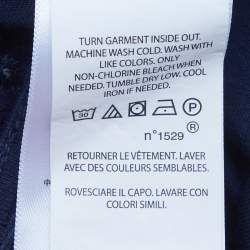 TURN GARMENT INSIDE OUT.
MACHINE WASH COLD. WASH WITH
LIKE COLORS. ONLY
NON-CHLORINE BLEACH WHEN
NEEDED. TUMBLE DRY LOW. COOL
IRON IF NEEDED.
30 P
n°1529 ®
RETOURNER LE VÊTEMENT. LAVER
AVEC DES COULEURS SEMBLABLES.
ROVESCIARE IL CAPO. LAVARE CON
COLORI SIMILI.